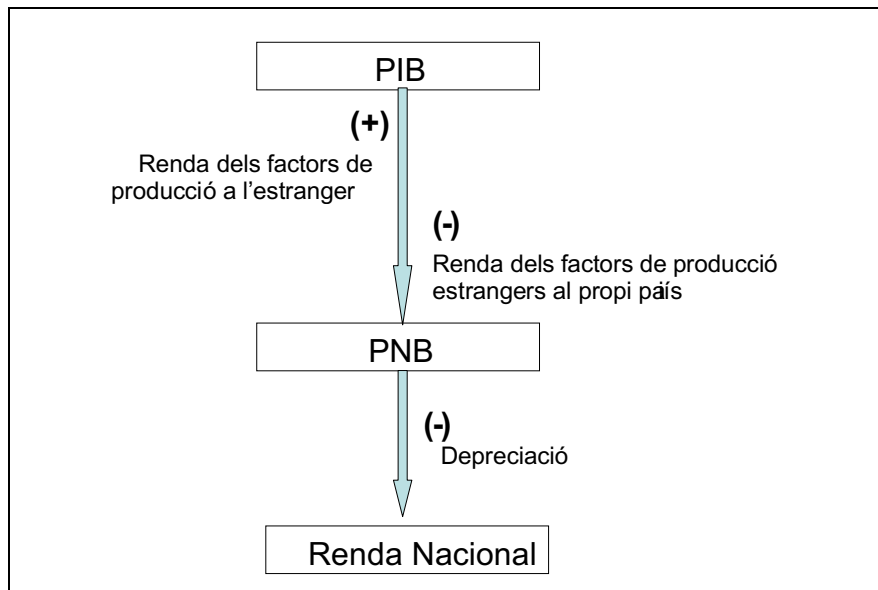 PIB
(+)
Renda dels factors de
producció a l'estranger
(-)
Renda dels factors de producció
estrangers al propi país
PNB
(-)
Depreciació
Renda Nacional